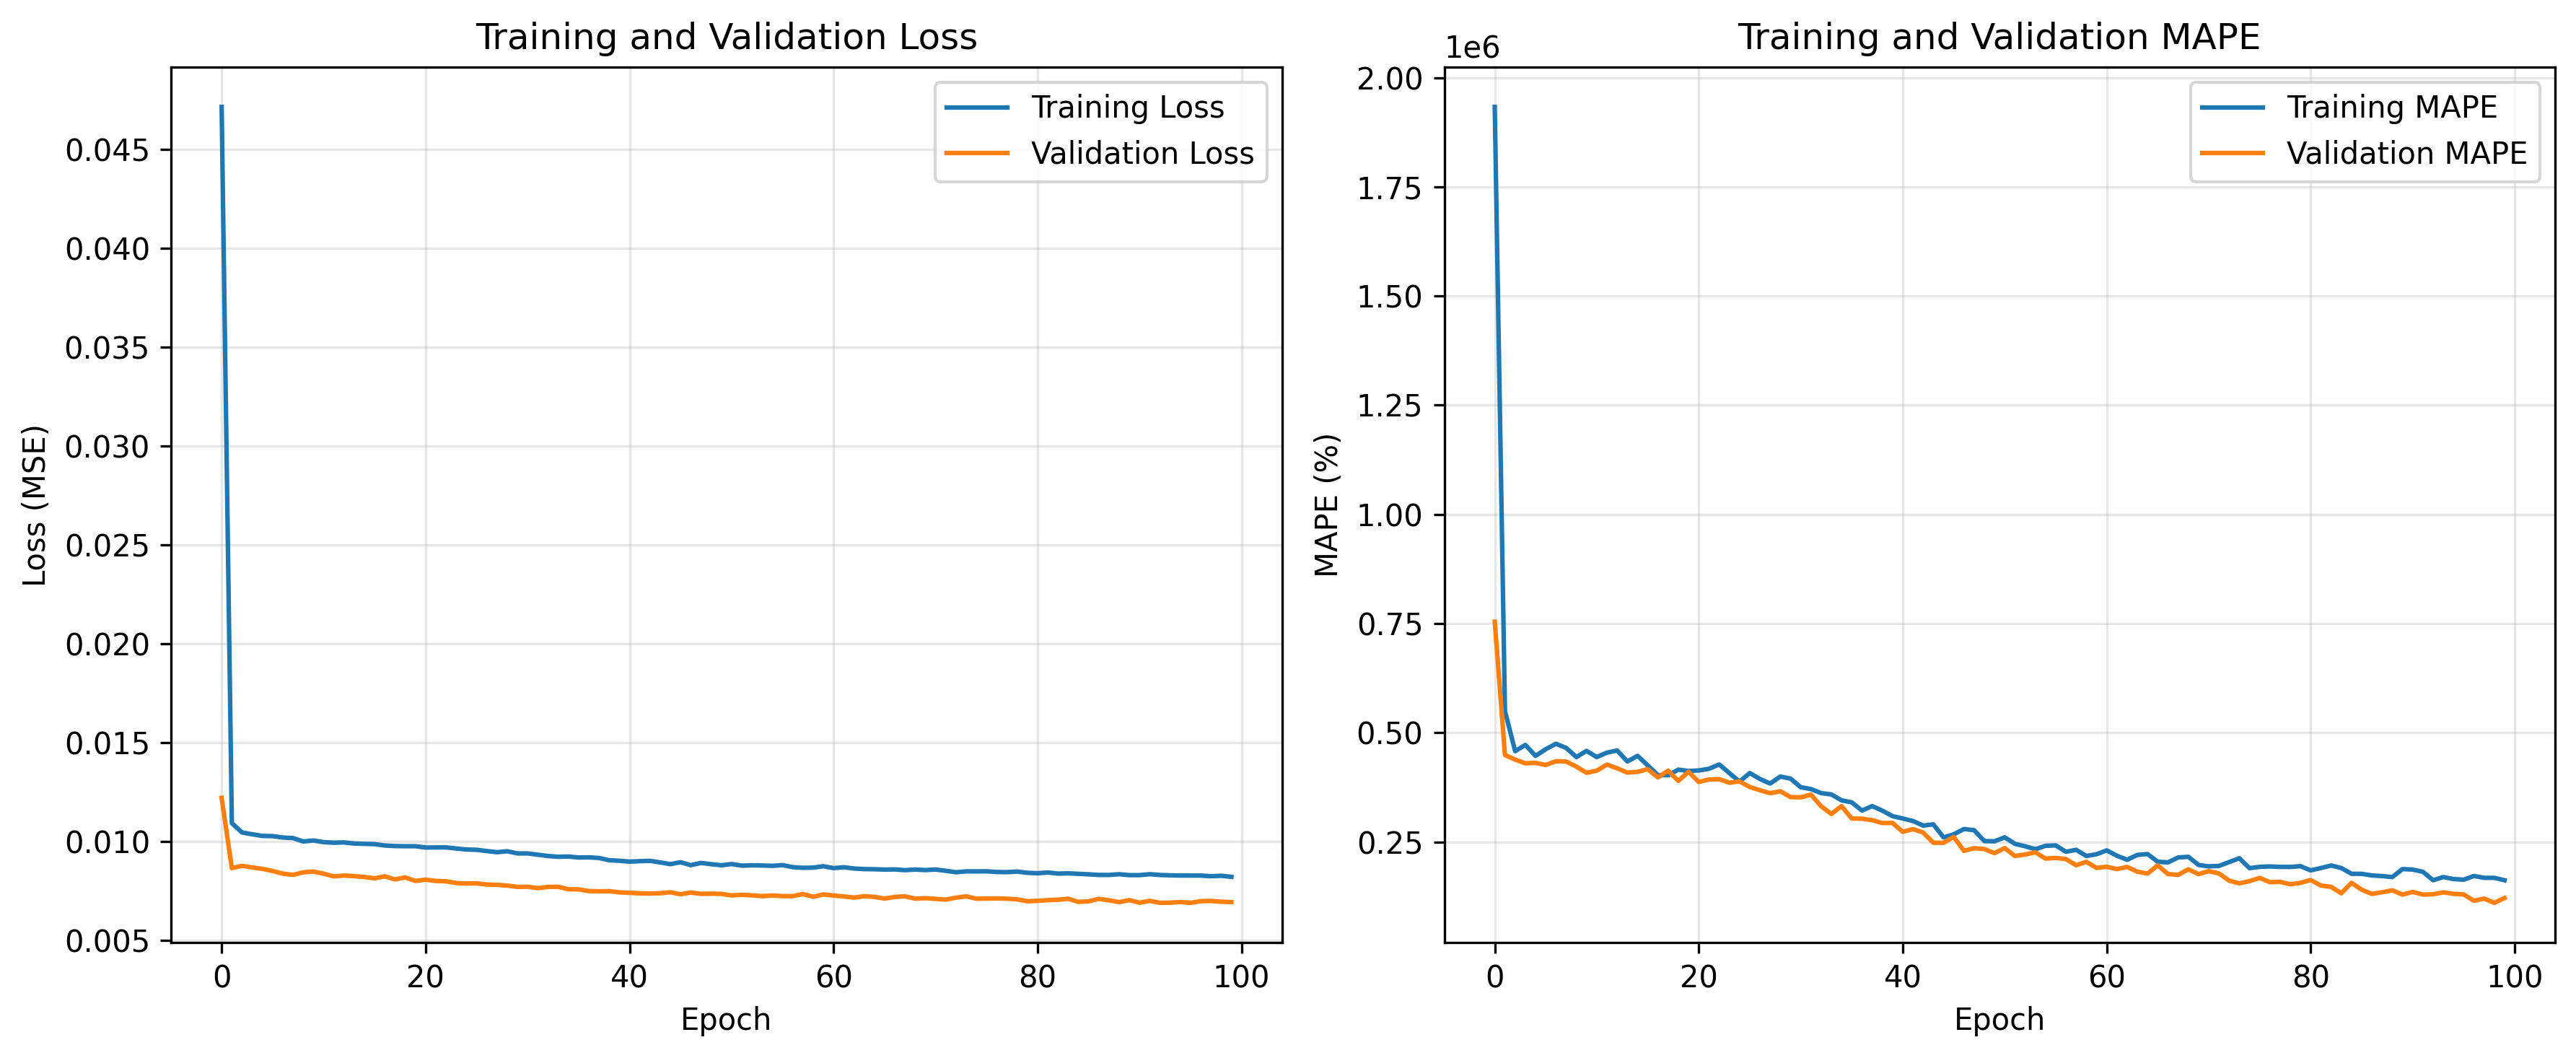 Training and Validation Loss
Training Loss
Validation Loss
0.045
0.040
0.035
0.030
0.025
0.020
0.015
0.010
0.005
Loss (MSE)
0 20 40 60 80 100
Epoch
Training and Validation MAPE
1e6
Training MAPE
Validation MAPE
2.00
1.75
1.50
1.25
1.00
0.75
0.50
0.25
MAPE (%)
0 20 40 60 80 100
Epoch